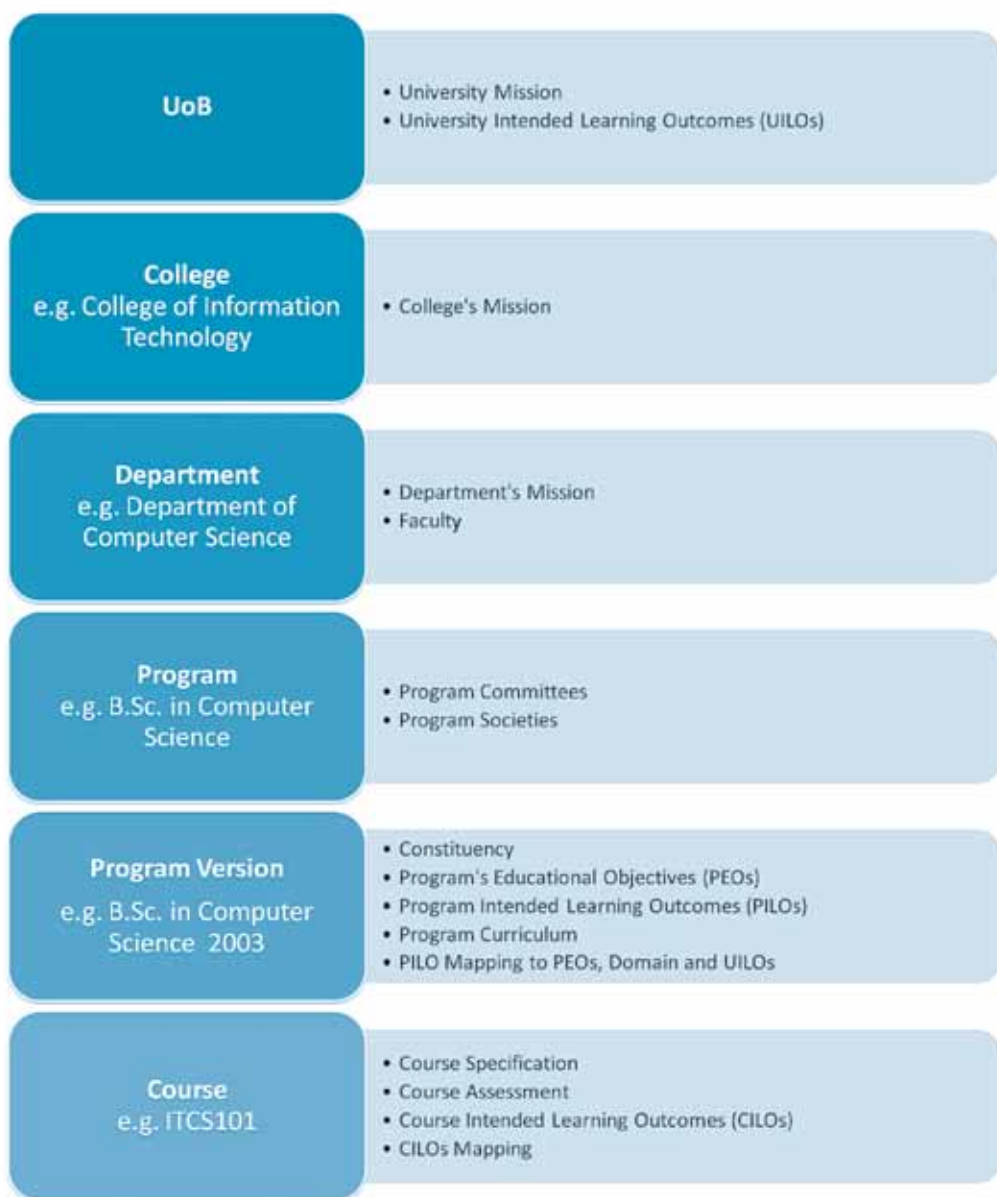 UoB
• University Mission
• University Intended Learning Outcomes (UILOs)
College
e.g. College of Information
Technology
• College's Mission
Department
e.g. Department of
Computer Science
• Department's Mission
• Faculty
Program
e.g. B.Sc. in Computer
Science
• Program Committees
• Program Societies
Program Version
e.g. B.Sc. in Computer
Science 2003
• Constituency
• Program's Educational Objectives (PEOs)
• Program Intended Learning Outcomes (PILOs)
• Program Curriculum
• PILO Mapping to PEOs, Domain and UILOs
Course
e.g. ITCS101
• Course Specification
• Course Assessment
• Course Intended Learning Outcomes (CILOs)
• CILOs Mapping